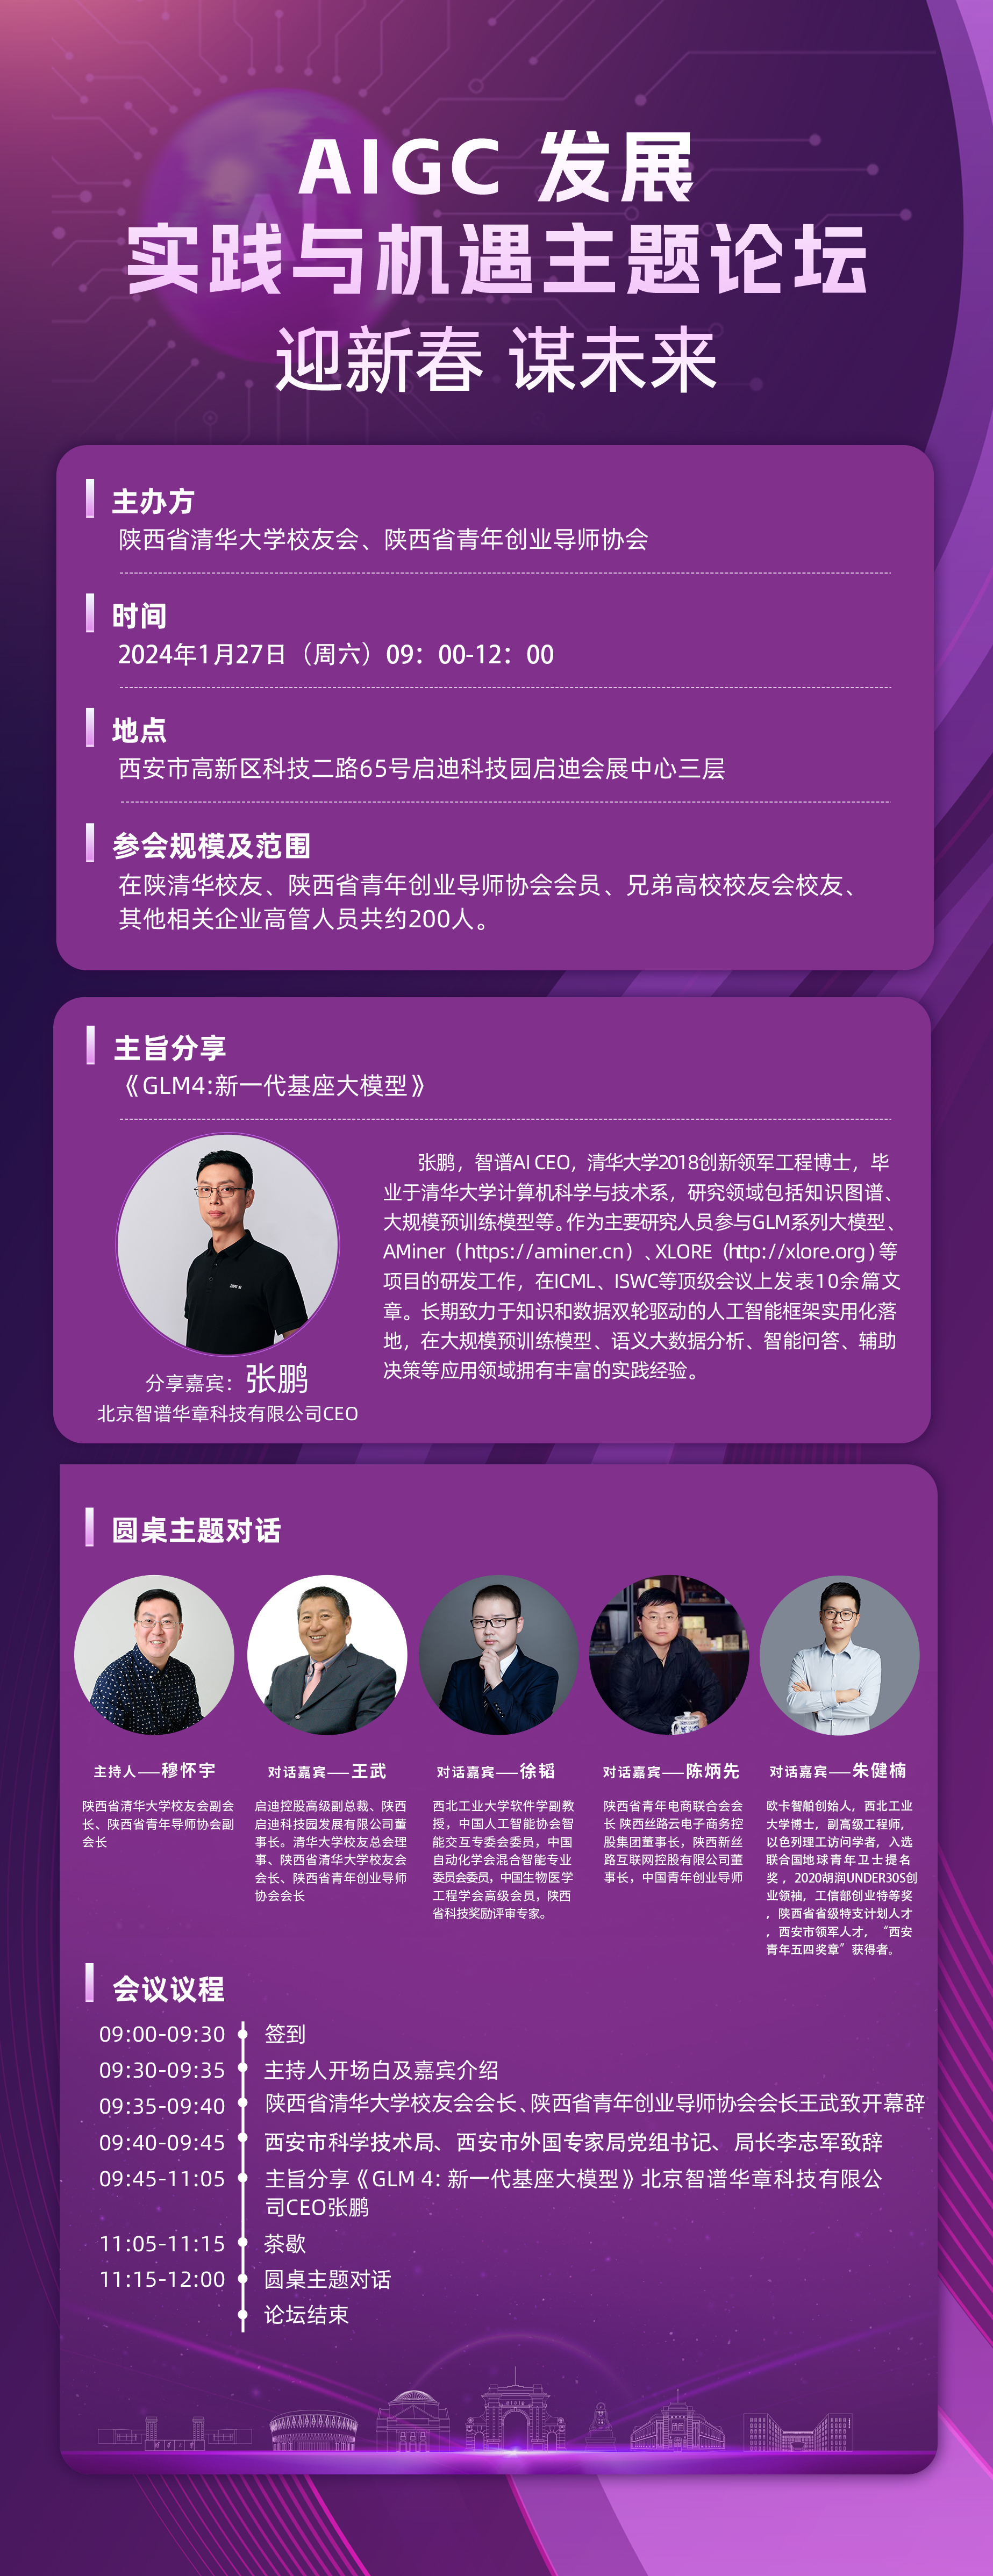 AIGC 发展
实践与机遇主题论坛
迎新春 谋未来
主办方
陕西省清华大学校友会、陕西省青年创业导师协会
时间
2024年1月27日（周六）09：00-12：00
地点
西安市高新区科技二路65号启迪科技园启迪会展中心三层
参会规模及范围
在陕清华校友、陕西省青年创业导师协会会员、兄弟高校校友会校友、
其他相关企业高管人员共约200人。
主旨分享
《GLM4:新一代基座大模型》
张鹏，智谱AI CEO，清华大学2018创新领军工程博士，毕
业于清华大学计算机科学与技术系，研究领域包括知识图谱、
大规模预训练模型等。作为主要研究人员参与GLM系列大模型、
AMiner（https://aminer.cn）、XLORE（http://xlore.org）等
项目的研发工作，在ICML、ISWC等顶级会议上发表10余篇文
章。长期致力于知识和数据双轮驱动的人工智能框架实用化落
地，在大规模预训练模型、语义大数据分析、智能问答、辅助
决策等应用领域拥有丰富的实践经验。
分享嘉宾：张鹏
北京智谱华章科技有限公司CEO
圆桌主题对话
主持人——穆怀宇
陕西省清华大学校友会副会
长、陕西省青年导师协会副
会长
对话嘉宾——王武
启迪控股高级副总裁、陕西
启迪科技园发展有限公司董
事长。清华大学校友总会理
事、陕西省清华大学校友会
会长、陕西省青年创业导师
协会会长
对话嘉宾——徐韬
西北工业大学软件学副教
授，中国人工智能协会智
能交互专委会委员，中国
自动化学会混合智能专业
委员会委员，中国生物医学
工程学会高级会员，陕西
省科技奖励评审专家。
对话嘉宾——陈炳先
陕西省青年电商联合会会
长 陕西丝路云电子商务控
股集团董事长，陕西新丝
路互联网控股有限公司董
事长，中国青年创业导师
对话嘉宾——朱健楠
欧卡智舶创始人，西北工业
大学博士，副高级工程师，
以色列理工访问学者，入选
联合国地球青年卫士提名
奖，2020胡润UNDER30S创
业领袖，工信部创业特等奖
，陕西省省级特支计划人才
，西安市领军人才，“西安
青年五四奖章”获得者。
会议议程
09:00-09:30 签到
09:30-09:35 主持人开场白及嘉宾介绍
09:35-09:40 陕西省清华大学校友会会长、陕西省青年创业导师协会会长王武致开幕辞
09:40-09:45 西安市科学技术局、西安市外国专家局党组书记、局长李志军致辞
09:45-11:05 主旨分享《GLM 4：新一代基座大模型》北京智谱华章科技有限公
司CEO张鹏
11:05-11:15 茶歇
11:15-12:00 圆桌主题对话
论坛结束